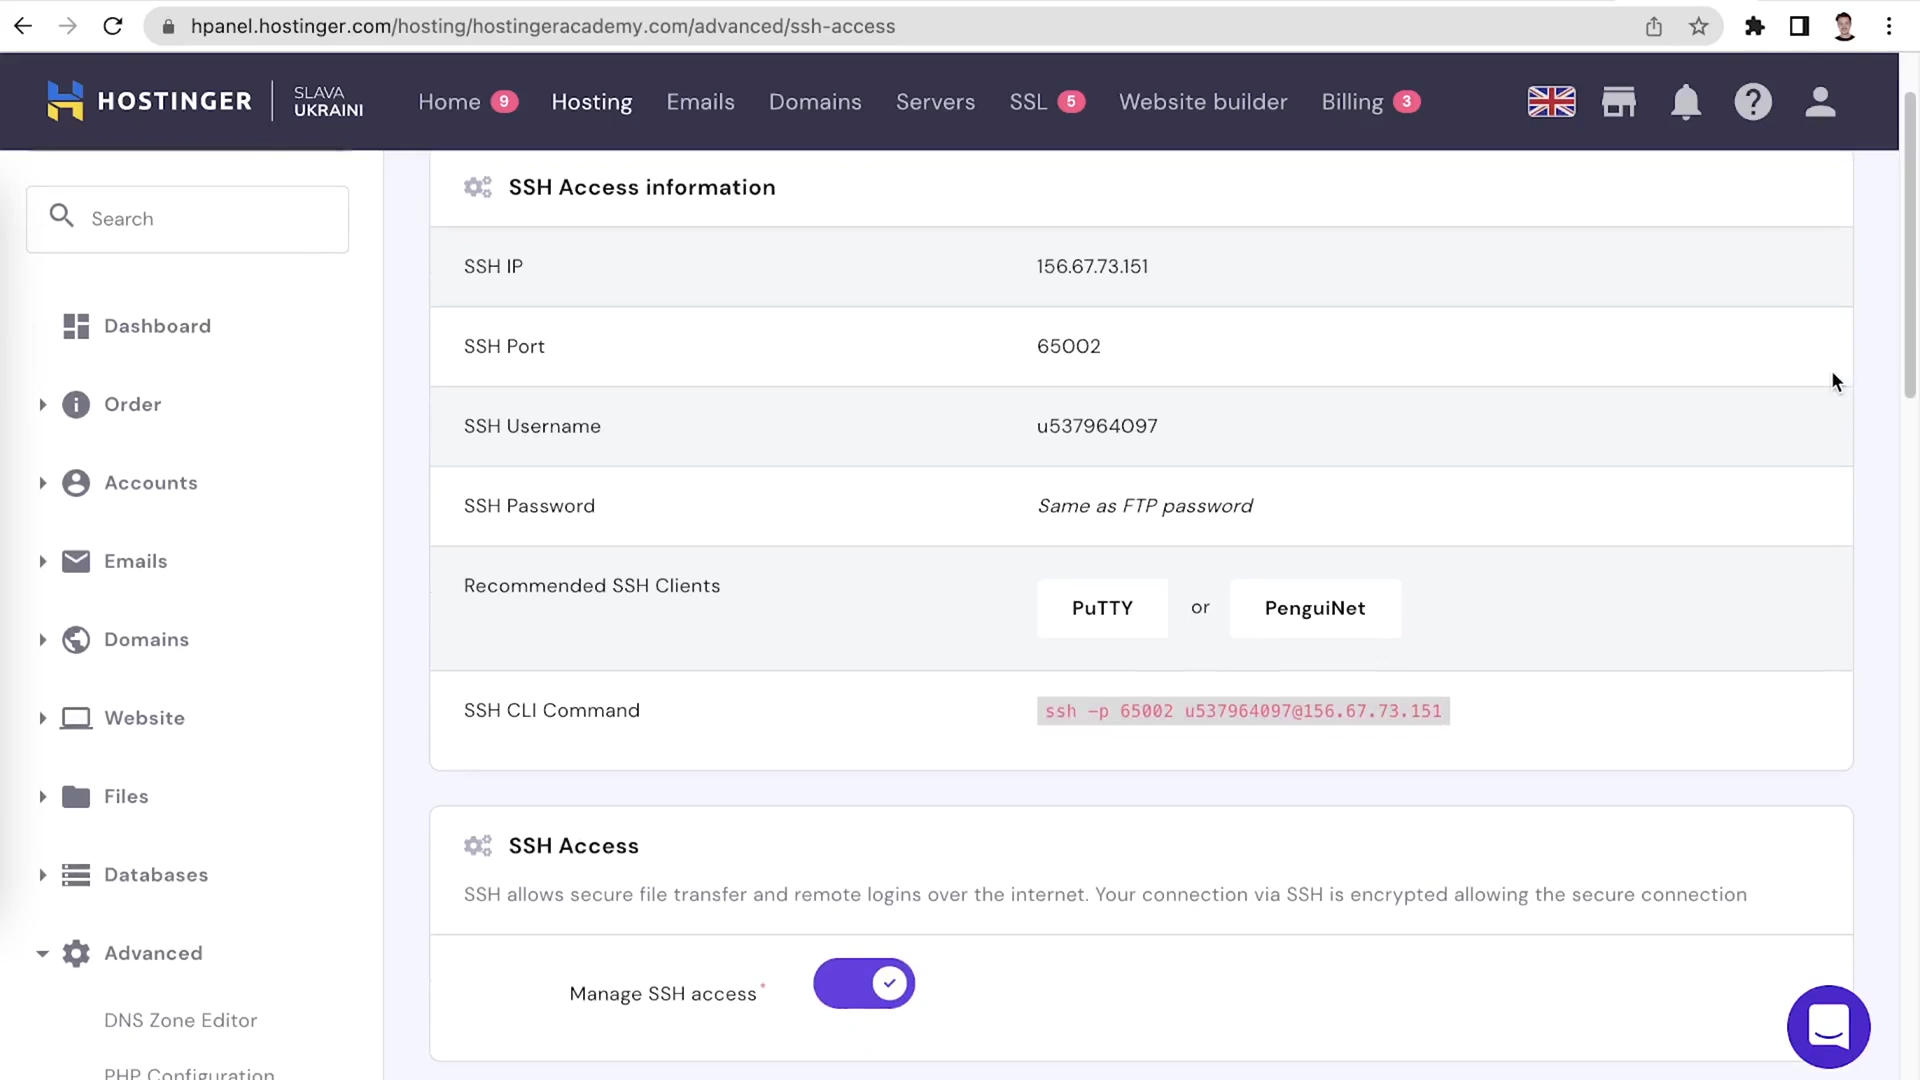 hpanel.hostinger.com/hosting/hostingeracademy.com/advanced/ssh-access
HOSTINGER
SLAVA
UKRAINI
Home 9 Hosting Emails Domains Servers SSL 5 Website builder Billing 3
Search
Dashboard
Order
Accounts
Emails
Domains
Website
Files
Databases
Advanced
DNS Zone Editor
PHP Configuration
SSH Access information
SSH IP 156.67.73.151
SSH Port 65002
SSH Username u537964097
SSH Password Same as FTP password
Recommended SSH Clients PuTTY or PenguiNet
SSH CLI Command ssh -p 65002 u537964097@156.67.73.151
SSH Access
SSH allows secure file transfer and remote logins over the internet. Your connection via SSH is encrypted allowing the secure connection
Manage SSH access*